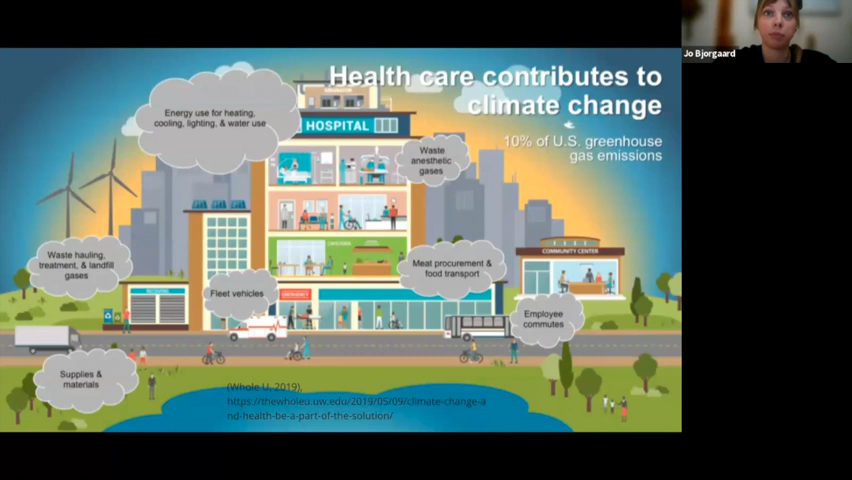 Jo Bjorgaard
Health care contributes to
climate change
10% of U.S. greenhouse
gas emissions
Energy use for heating,
cooling, lighting, & water use
HOSPITAL
Waste
anesthetic
gases
CAFETERIA
COMMUNITY CENTER
Waste hauling,
treatment, & landfill
gases
Meat procurement &
food transport
RECEIVING
Fleet vehicles
EMERGENCY
Employee
commutes
Supplies &
materials
(Whole U, 2019),
https://thewholeu.uw.edu/2019/05/09/climate-change-a
nd-health-be-a-part-of-the-solution/